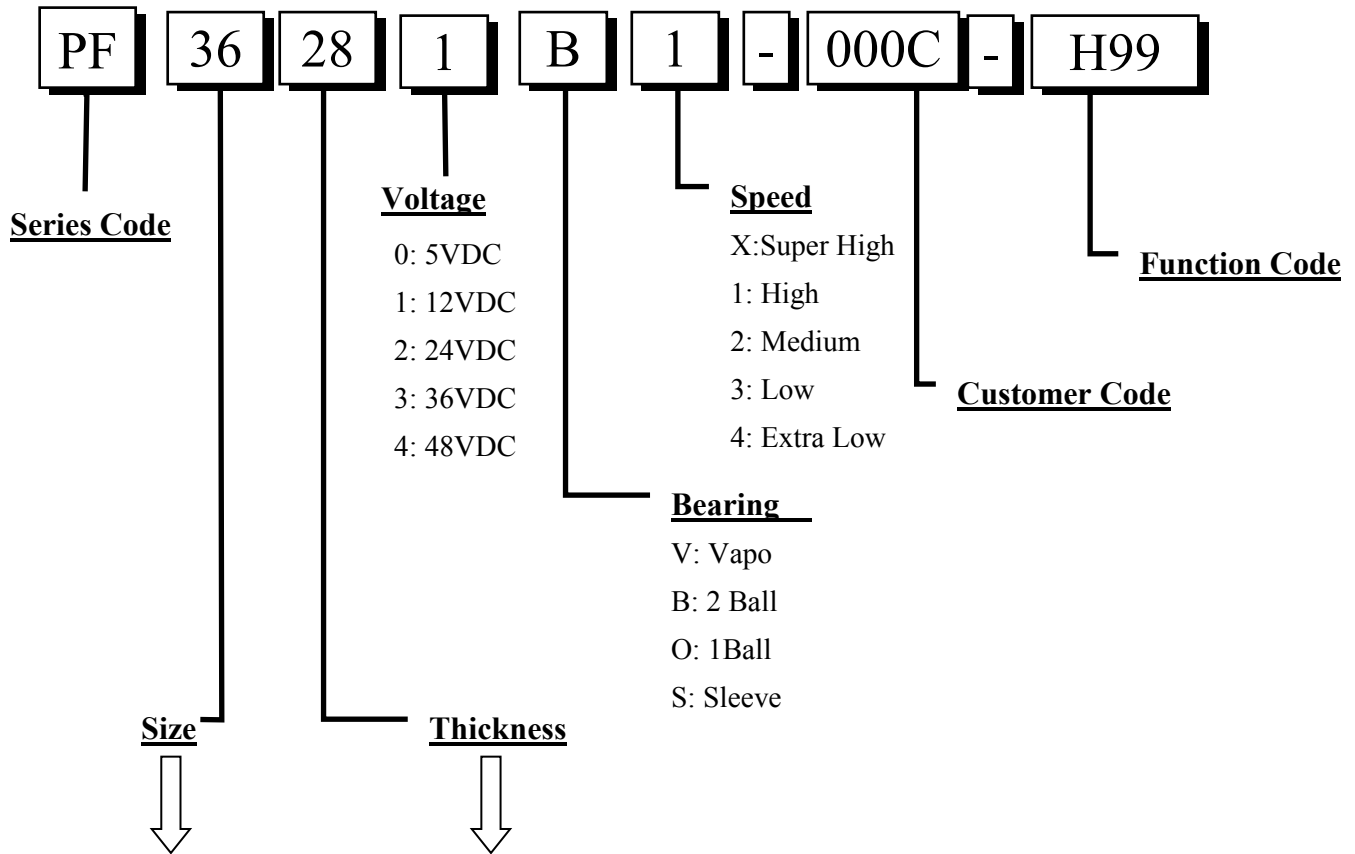 PF 36 28 1 B 1 - 000C - H99
Series Code
Voltage
0: 5VDC
1: 12VDC
2: 24VDC
3: 36VDC
4: 48VDC
Speed
X:Super High
1: High
2: Medium
3: Low
4: Extra Low
Function Code
Customer Code
Bearing
V: Vapo
B: 2 Ball
O: 1Ball
S: Sleeve
Size
Thickness